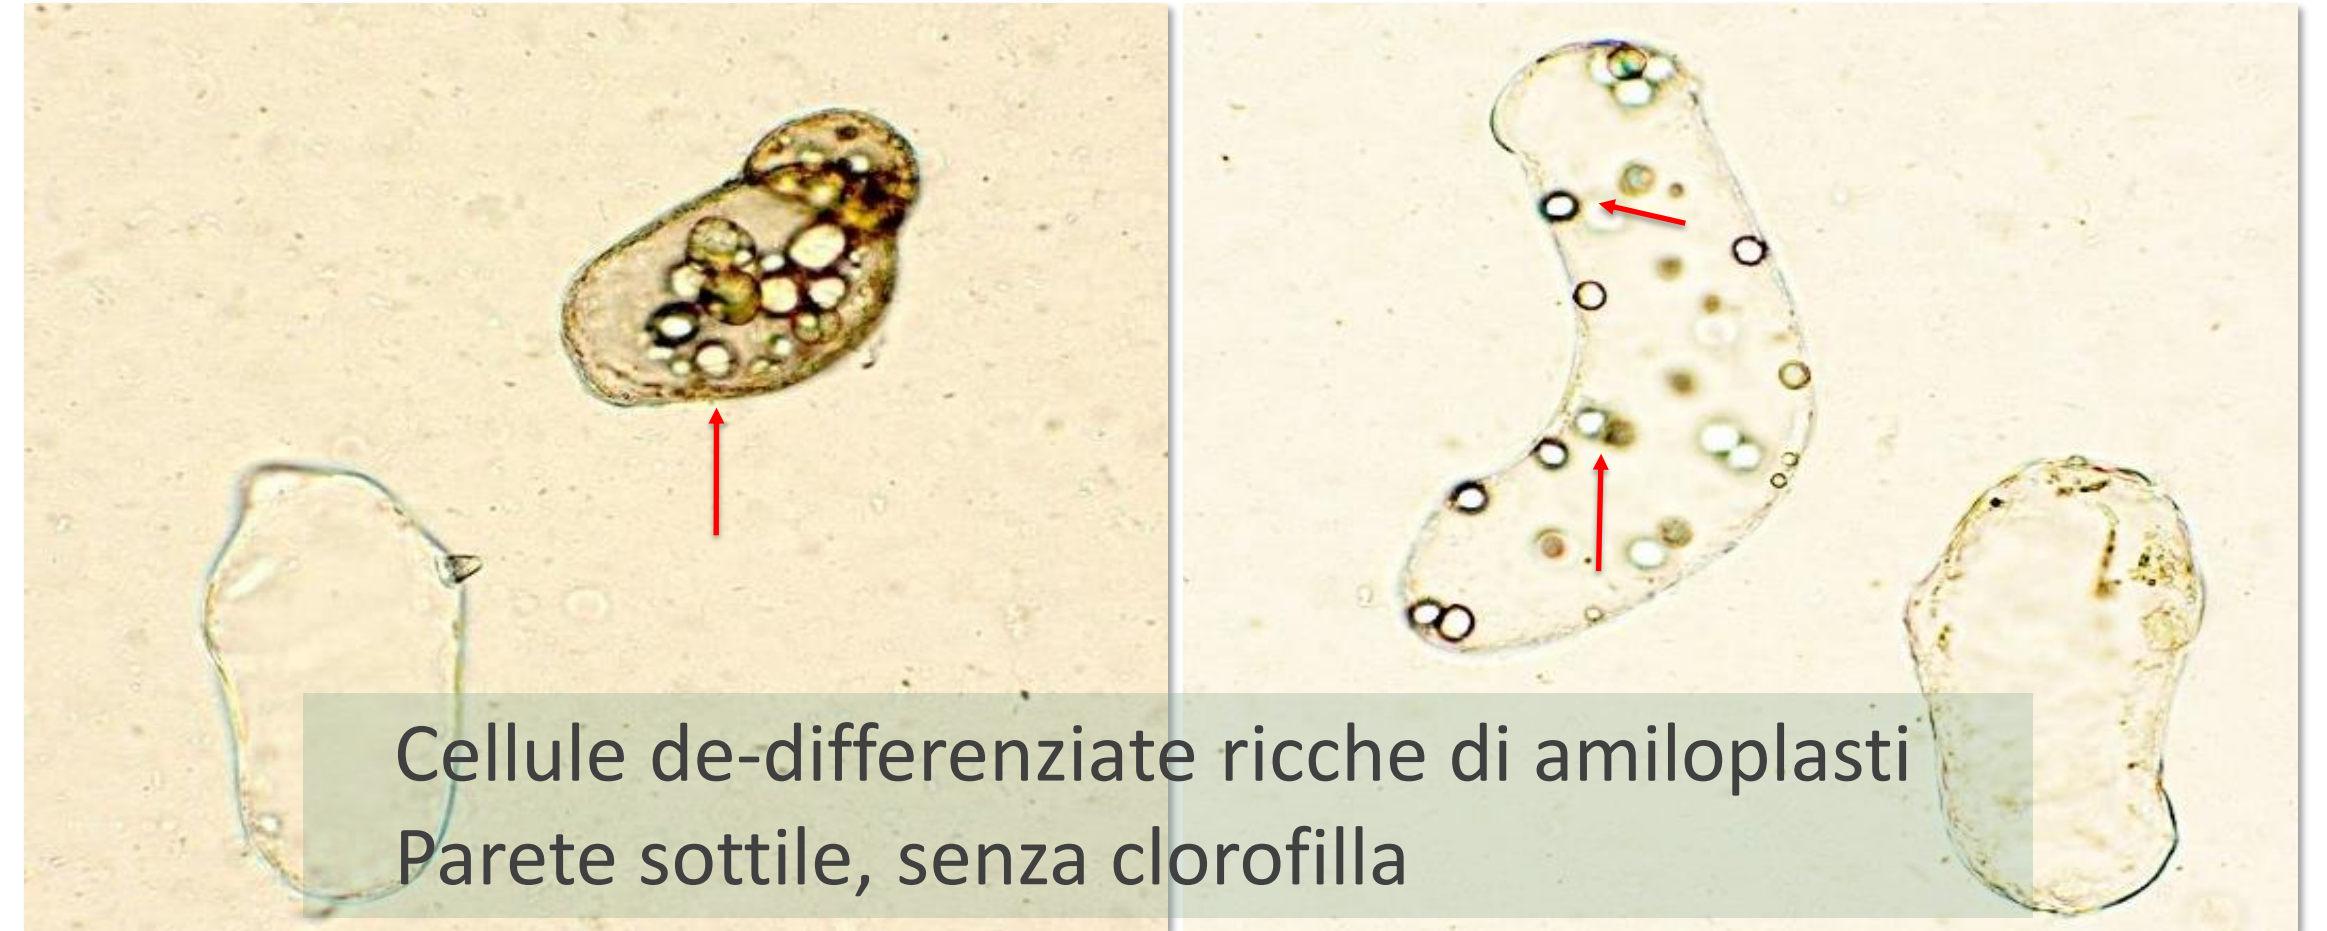 Cellule de-differenziate ricche di amiloplasti
Parete sottile, senza clorofilla